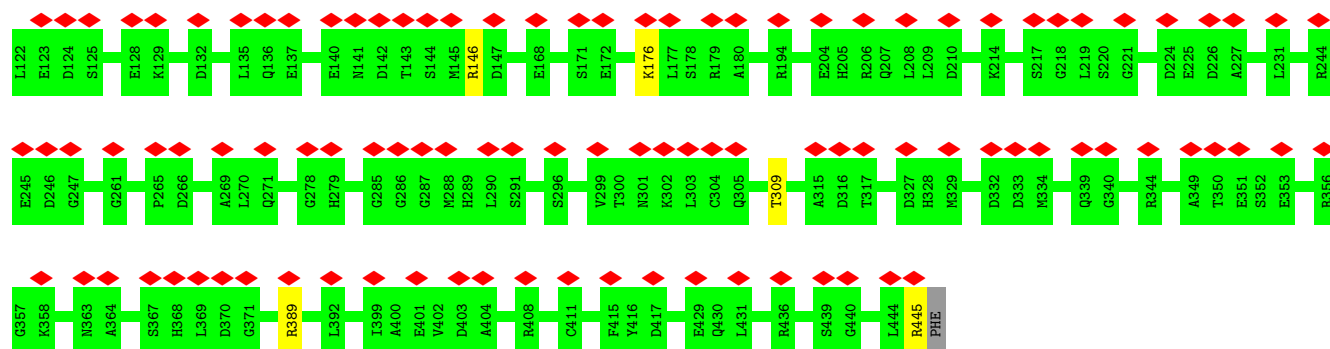 L122 E123 D124 S125 E128 K129 D132 L135 Q136 E137 E140 N141 D142 T143 S144 M145 R146 D147 E168 S171 E172 K176 L177 S178 R179 A180 R194 E204 H205 R206 Q207 L208 L209 D210 K214 S217 G218 L219 S220 G221 D224 E225 D226 A227 L231 R244
E245 D246 G247 G261 P265 D266 A269 L270 Q271 G278 H279 G285 G286 G287 M288 H289 L290 S291 S296 V299 T300 N301 K302 L303 C304 Q305 T309 A315 D316 T317 D327 H328 M329 D332 D333 M334 Q339 G340 R344 A349 T350 E351 S352 E353 R356
G357 K358 N363 A364 S367 H368 L369 D370 G371 R389 L392 I399 A400 E401 V402 D403 A404 R408 C411 F415 Y416 D417 E429 Q430 L431 R436 S439 G440 L444 R445 PHE